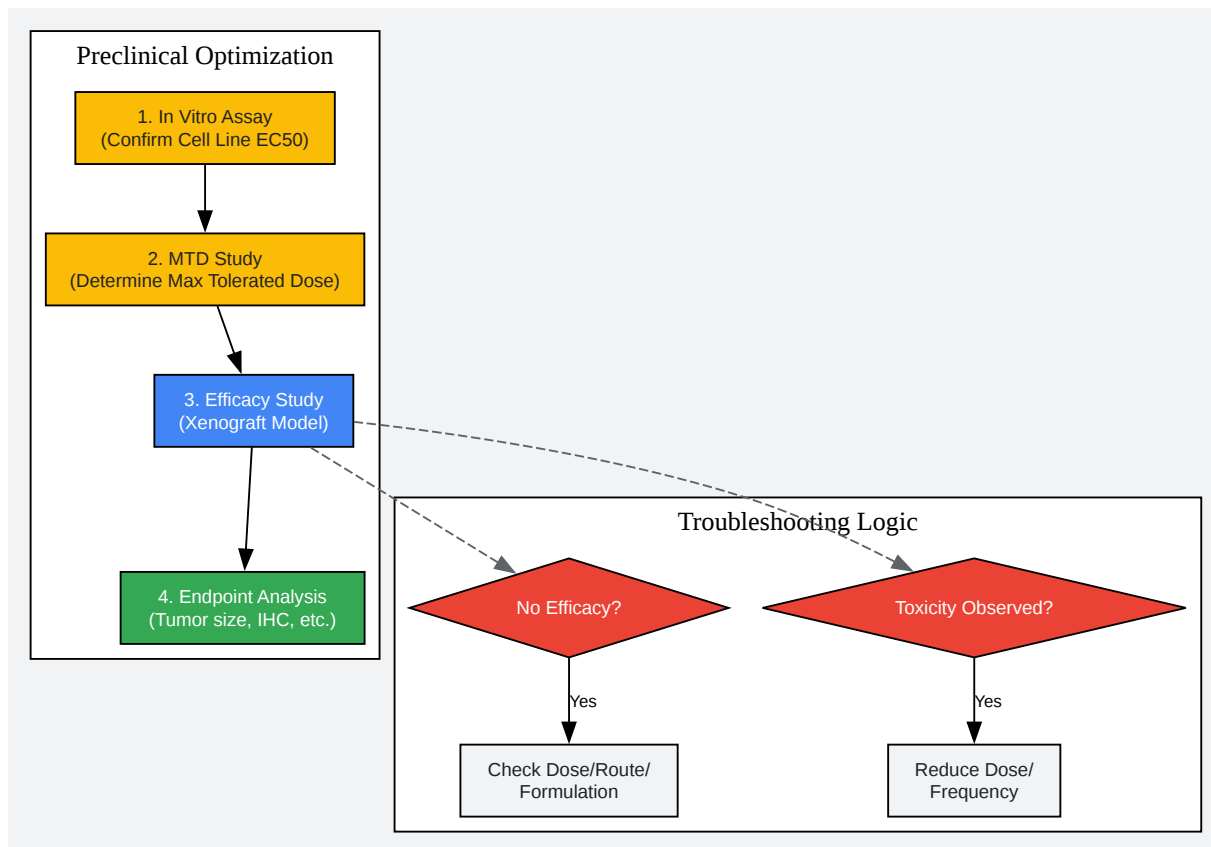 Preclinical Optimization
1. In Vitro Assay
(Confirm Cell Line EC50)
2. MTD Study
(Determine Max Tolerated Dose)
3. Efficacy Study
(Xenograft Model)
4. Endpoint Analysis
(Tumor size, IHC, etc.)
Troubleshooting Logic
No Efficacy?
Yes
Check Dose/Route/
Formulation
Toxicity Observed?
Yes
Reduce Dose/
Frequency